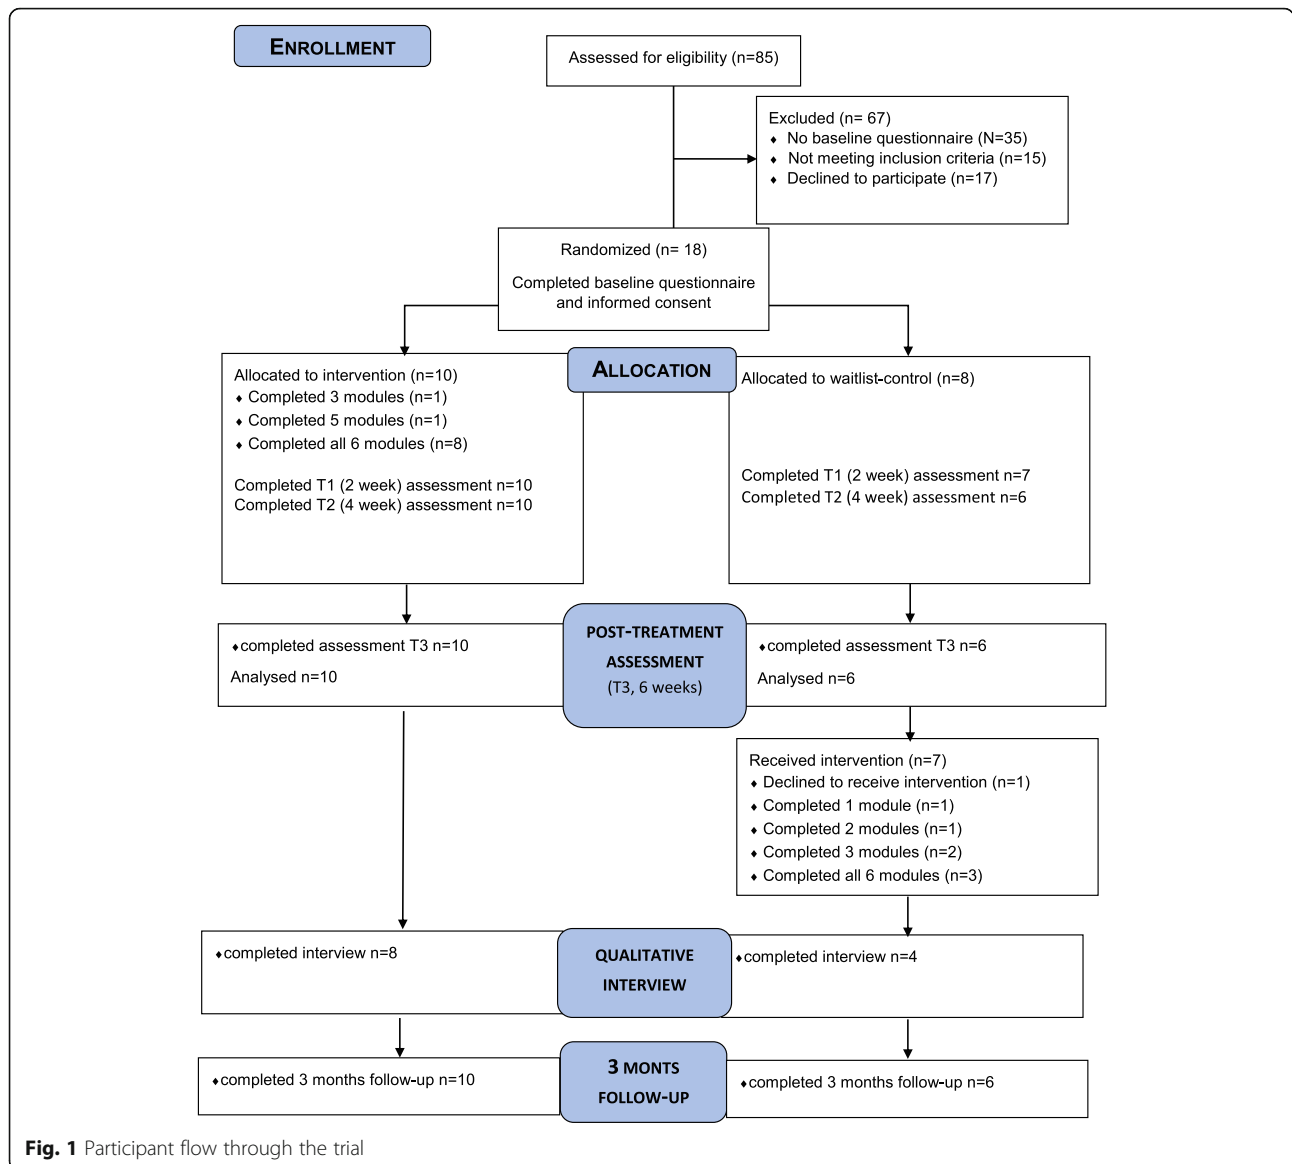 ENROLLMENT
Assessed for eligibility (n=85)
Excluded (n= 67)
♦ No baseline questionnaire (N=35)
♦ Not meeting inclusion criteria (n=15)
♦ Declined to participate (n=17)
Randomized (n= 18)
Completed baseline questionnaire
and informed consent
ALLOCATION
Allocated to intervention (n=10)
♦ Completed 3 modules (n=1)
♦ Completed 5 modules (n=1)
♦ Completed all 6 modules (n=8)
Completed T1 (2 week) assessment n=10
Completed T2 (4 week) assessment n=10
Allocated to waitlist-control (n=8)
Completed T1 (2 week) assessment n=7
Completed T2 (4 week) assessment n=6
POST-TREATMENT
ASSESSMENT
(T3, 6 weeks)
♦completed assessment T3 n=10
Analysed n=10
♦completed assessment T3 n=6
Analysed n=6
Received intervention (n=7)
♦ Declined to receive intervention (n=1)
♦ Completed 1 module (n=1)
♦ Completed 2 modules (n=1)
♦ Completed 3 modules (n=2)
♦ Completed all 6 modules (n=3)
QUALITATIVE
INTERVIEW
♦completed interview n=8
♦completed interview n=4
3 MONTS
FOLLOW-UP
♦completed 3 months follow-up n=10
♦completed 3 months follow-up n=6
Fig. 1 Participant flow through the trial